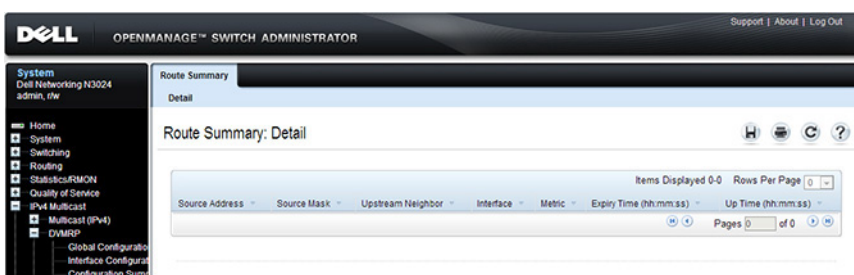 Support | About | Log Out
DELL OPENMANAGE™ SWITCH ADMINISTRATOR
System
Dell Networking N3024
admin, r/w
Route Summary
Detail
Home
System
Switching
Routing
Statistics/RMON
Quality of Service
IPv4 Multicast
Multicast (IPv4)
DVMRP
Global Configuratio
Interface Configurat
Configuration Summ
Route Summary: Detail
Items Displayed 0-0 Rows Per Page 0
Source Address Source Mask Upstream Neighbor Interface Metric Expiry Time (hh:mm:ss) Up Time (hh:mm:ss)
Pages 0 of 0